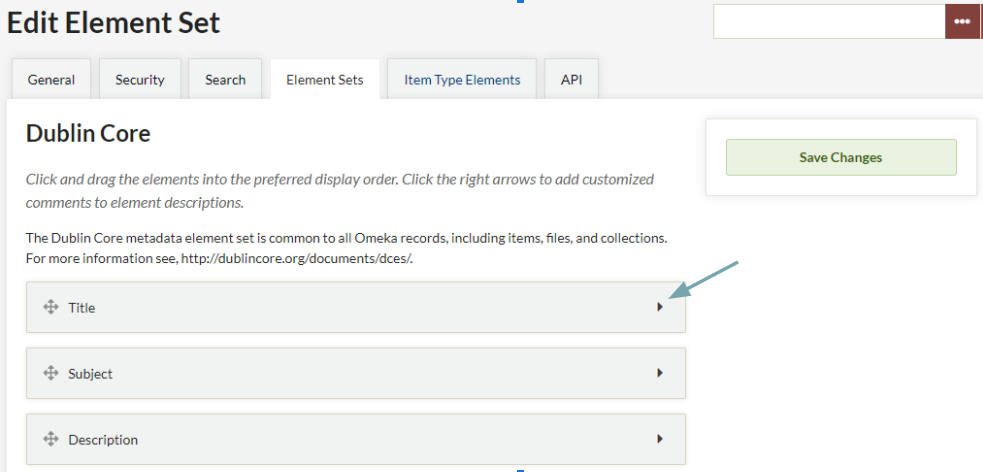 Edit Element Set
General
Security
Search
Element Sets
Item Type Elements
API
Dublin Core
Click and drag the elements into the preferred display order. Click the right arrows to add customized
comments to element descriptions.
The Dublin Core metadata element set is common to all Omeka records, including items, files, and collections.
For more information see, http://dublincore.org/documents/dces/.
Title
Subject
Description
Save Changes